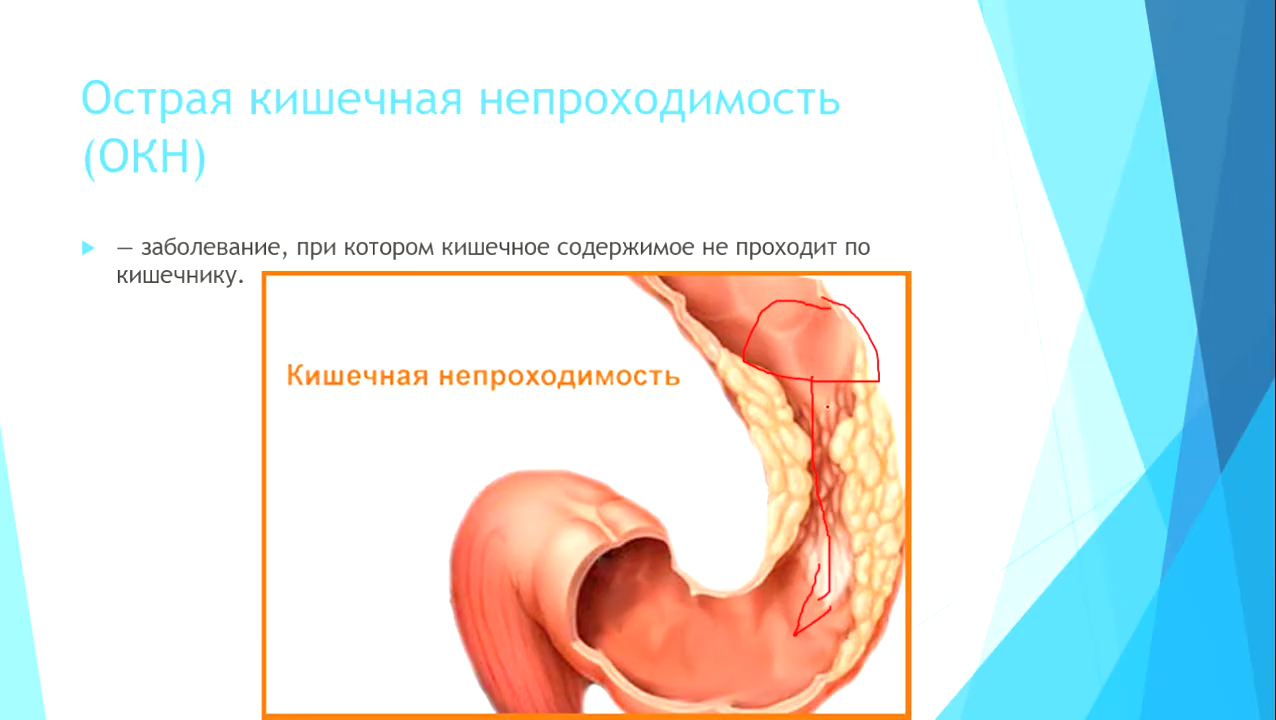 Острая кишечная непроходимость
(ОКН)
— заболевание, при котором кишечное содержимое не проходит по
кишечнику.
Кишечная непроходимость